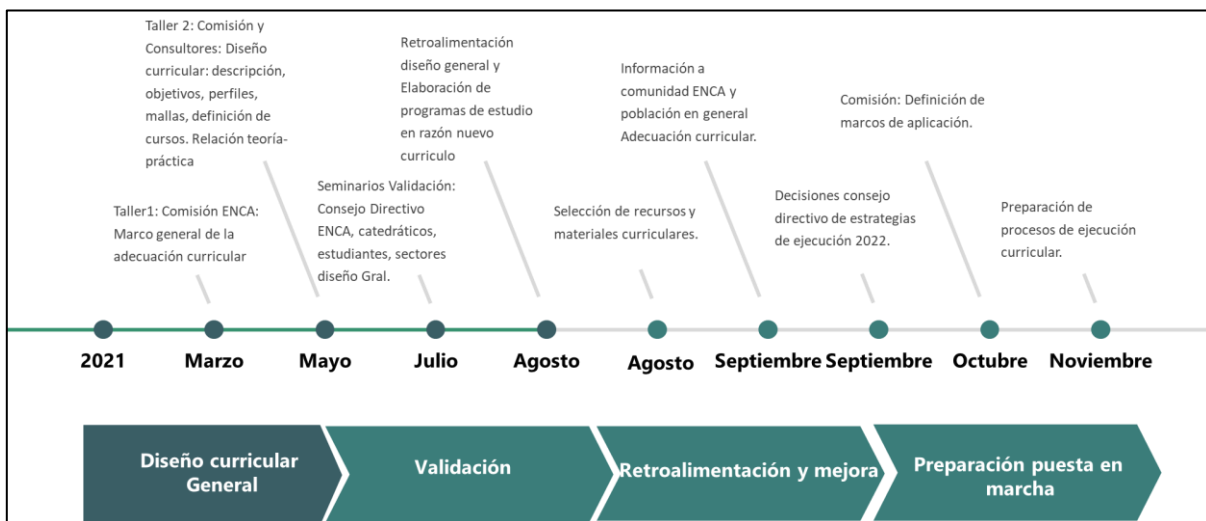 Taller 2: Comisión y
Consultores: Diseño
curricular: descripción,
objetivos, perfiles,
mallas, definición de
cursos. Relación teoría-
práctica
Taller1: Comisión ENCA:
Marco general de la
adecuación curricular
Retroalimentación
diseño general y
Elaboración de
programas de estudio
en razón nuevo
curriculo
Seminarios Validación:
Consejo Directivo
ENCA, catedráticos,
estudiantes, sectores
diseño Gral.
Información a
comunidad ENCA y
población en general
Adecuación curricular.
Selección de recursos y
materiales curriculares.
Comisión: Definición de
marcos de aplicación.
Decisiones consejo
directivo de estrategias
de ejecución 2022.
Preparación de
procesos de ejecución
curricular.
2021
Marzo
Mayo
Julio
Agosto
Agosto
Septiembre
Septiembre
Octubre
Noviembre
Diseño curricular
General
Validación
Retroalimentación y mejora
Preparación puesta en
marcha